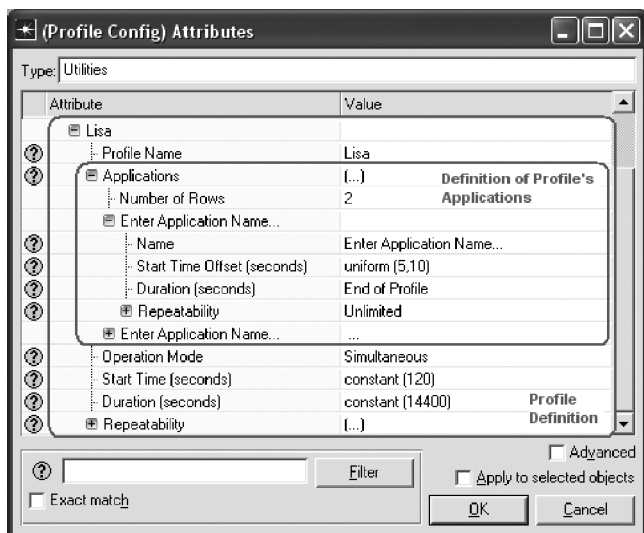 (Profile Config) Attributes
Type: Utilities
Attribute Value
Lisa
Profile Name Lisa
Applications (...) Definition of Profile's Applications
Number of Rows 2
Enter Application Name...
Name Enter Application Name...
Start Time Offset (seconds) uniform (5,10)
Duration (seconds) End of Profile
Repeatability Unlimited
Enter Application Name... ...
Operation Mode Simultaneous
Start Time (seconds) constant (120)
Duration (seconds) constant (14400) Profile Definition
Repeatability (...)
Advanced
Filter Apply to selected objects
Exact match OK Cancel